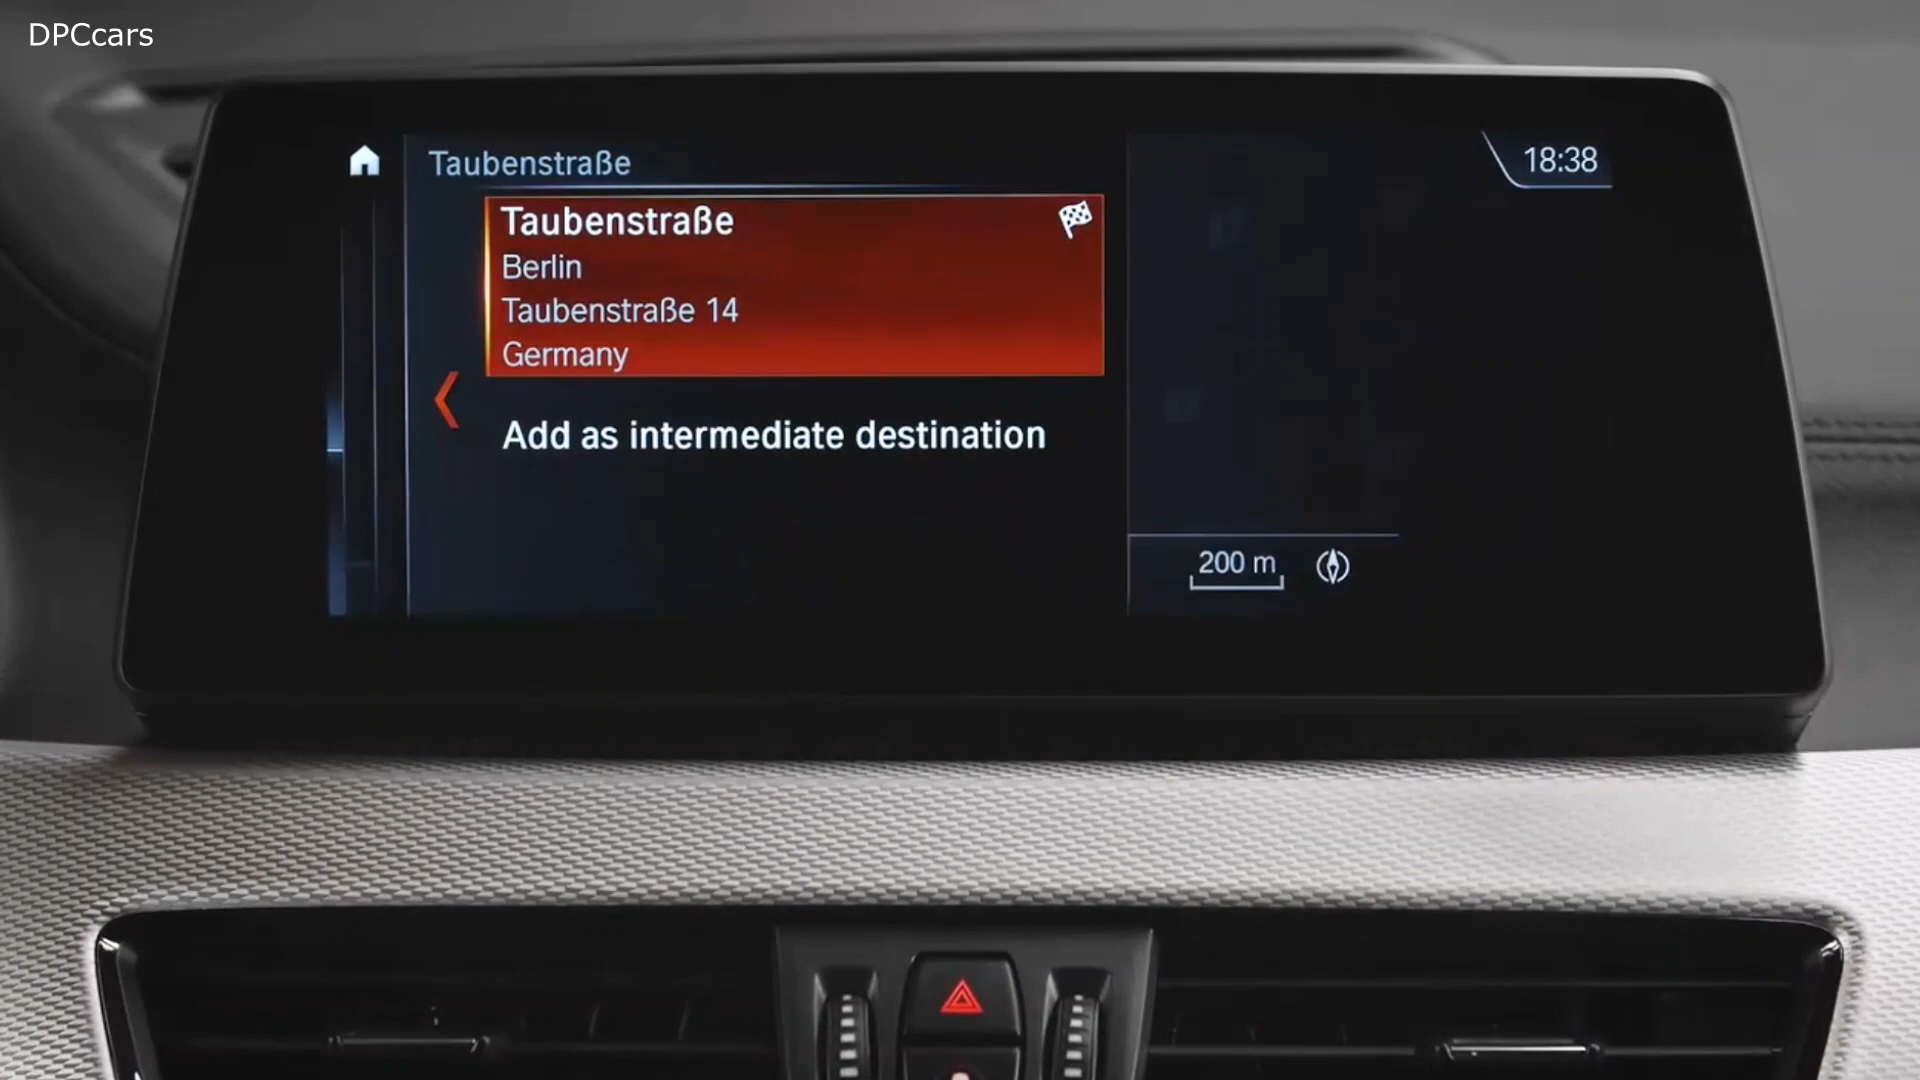 DPCcars
Taubenstraße
18:38
Taubenstraße
Berlin
Taubenstraße 14
Germany
Add as intermediate destination
200 m